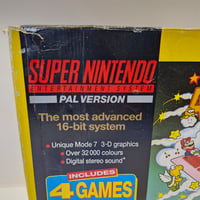 SUPER NINTENDO
ENTERTAINMENT SYSTEM
PAL VERSION
The most advanced
16-bit system
• Unique Mode 7 3-D graphics
• Over 32 000 colours
• Digital stereo sound*
INCLUDES
4 GAMES